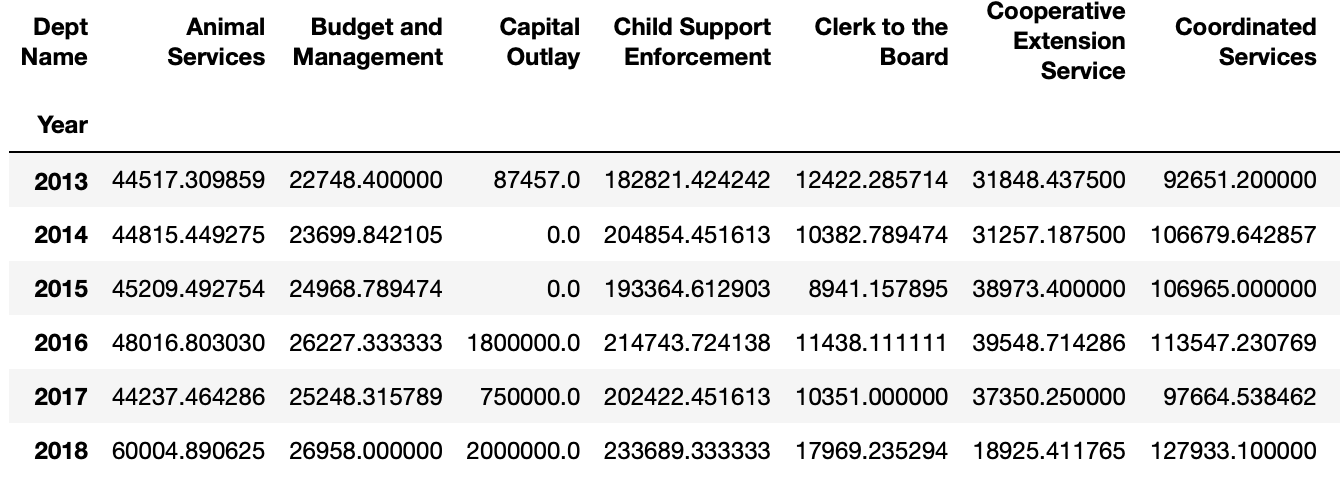 Dept Name Animal Services Budget and Management Capital Outlay Child Support Enforcement Clerk to the Board Cooperative Extension Service Coordinated Services
Year
2013 44517.309859 22748.400000 87457.0 182821.424242 12422.285714 31848.437500 92651.200000
2014 44815.449275 23699.842105 0.0 204854.451613 10382.789474 31257.187500 106679.642857
2015 45209.492754 24968.789474 0.0 193364.612903 8941.157895 38973.400000 106965.000000
2016 48016.803030 26227.333333 1800000.0 214743.724138 11438.111111 39548.714286 113547.230769
2017 44237.464286 25248.315789 750000.0 202422.451613 10351.000000 37350.250000 97664.538462
2018 60004.890625 26958.000000 2000000.0 233689.333333 17969.235294 18925.411765 127933.100000